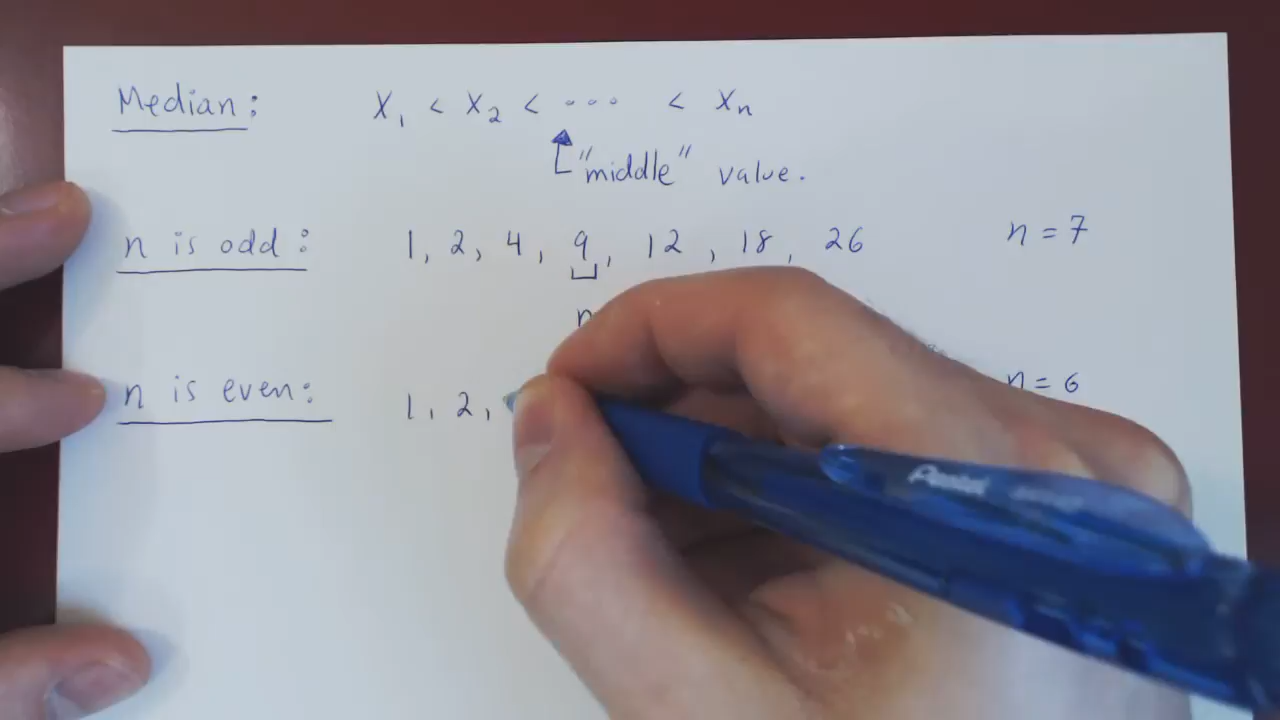 Median: X₁ < X₂ < ... < Xn
"middle" value.
n is odd: 1, 2, 4, 9, 12, 18, 26 n = 7
n is even: 1, 2, n = 6
Pentel